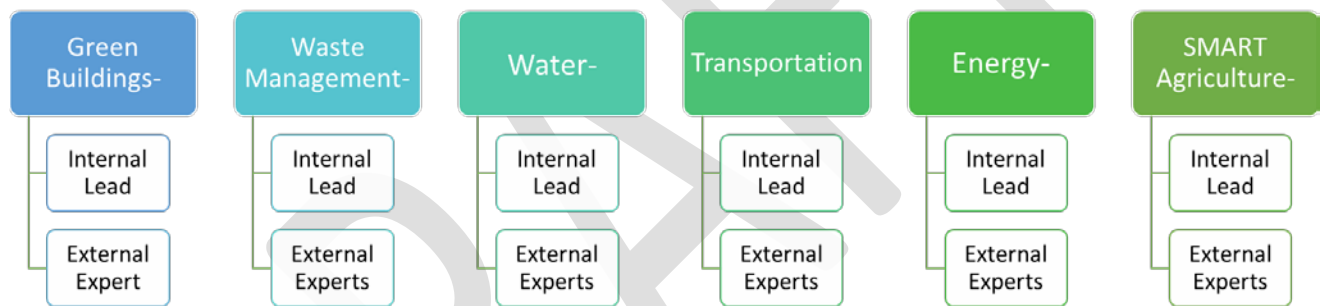 Green
Buildings-
Waste
Management-
Water-
Transportation
Energy-
SMART
Agriculture-
Internal
Lead
Internal
Lead
Internal
Lead
Internal
Lead
Internal
Lead
Internal
Lead
External
Expert
External
Experts
External
Experts
External
Experts
External
Experts
External
Experts